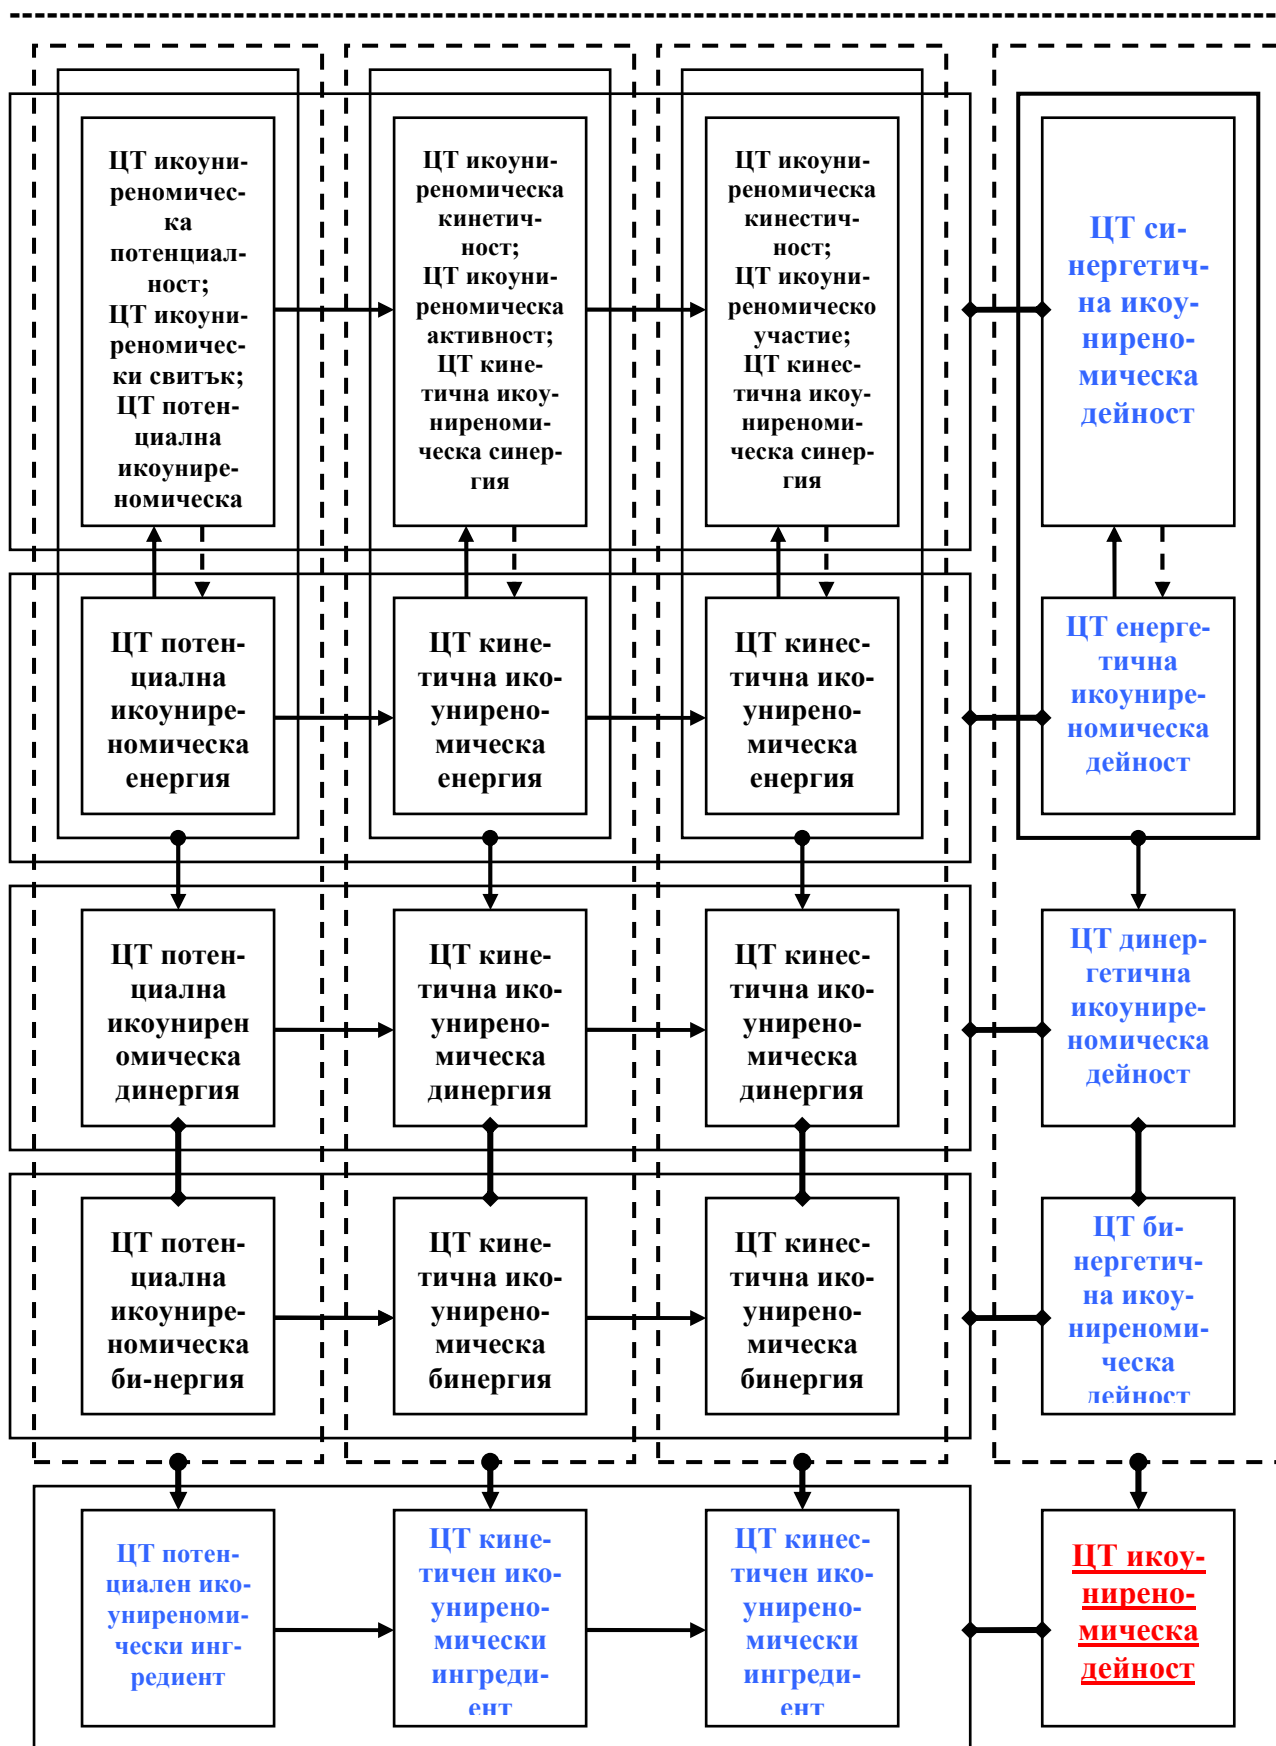 ЦТ икоуни-
реномичес-
ка
потенциал-
ност;
ЦТ икоуни-
реномичес-
ки свитък;
ЦТ потен-
циална
икоунире-
номическа
ЦТ икоуни-
реномическа
кинетич-
ност;
ЦТ икоуни-
реномическа
активност;
ЦТ кине-
тична икоу-
ниреноми-
ческа синер-
гия
ЦТ икоуни-
реномическа
кинестич-
ност;
ЦТ икоуни-
реномическо
участие;
ЦТ кинес-
тична икоу-
ниреноми-
ческа синер-
гия
ЦТ си-
нергетич-
на икоу-
нирено-
мическа
дейност
ЦТ потен-
циална
икоунире-
номическа
енергия
ЦТ кине-
тична ико-
унирено-
мическа
енергия
ЦТ кинес-
тична ико-
унирено-
мическа
енергия
ЦТ енерге-
тична
икоунире-
номическа
дейност
ЦТ потен-
циална
икоунирен
омическа
динергия
ЦТ кине-
тична ико-
унирено-
мическа
динергия
ЦТ кинес-
тична ико-
унирено-
мическа
динергия
ЦТ динер-
гетична
икоунире-
номическа
дейност
ЦТ потен-
циална
икоунире-
номическа
би-нергия
ЦТ кине-
тична ико-
унирено-
мическа
бинергия
ЦТ кинес-
тична ико-
унирено-
мическа
бинергия
ЦТ би-
нергетич-
на икоу-
ниреноми-
ческа
дейност
ЦТ потен-
циален ико-
униреноми-
чески инг-
редиент
ЦТ кине-
тичен ико-
унирено-
мически
ингреди-
ент
ЦТ кинес-
тичен ико-
унирено-
мически
ингреди-
ент
ЦТ икоу-
нирено-
мическа
дейност